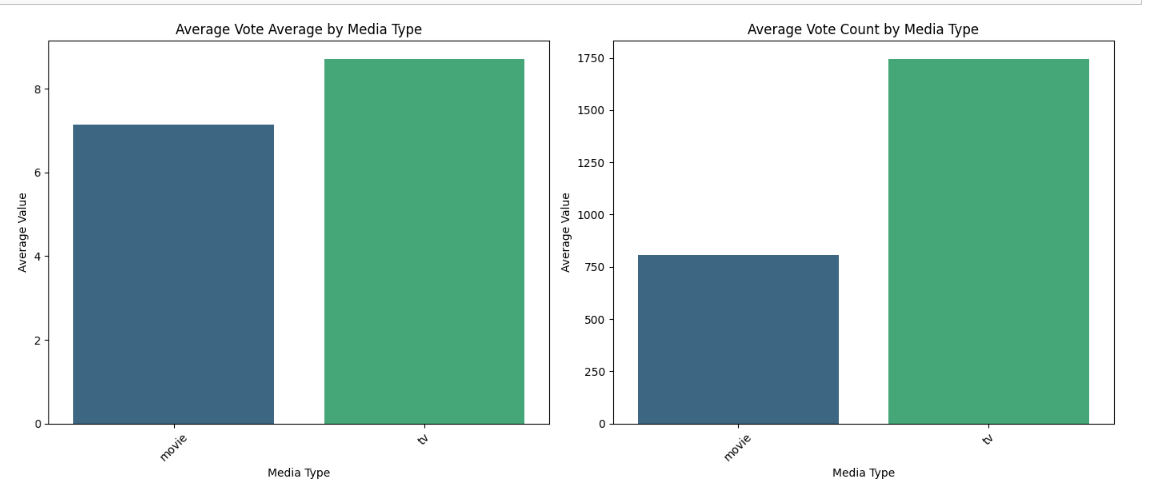 Average Vote Average by Media Type
8
6
4
2
0
Average Value
movie
tv
Media Type
Average Vote Count by Media Type
1750
1500
1250
1000
750
500
250
0
Average Value
movie
tv
Media Type